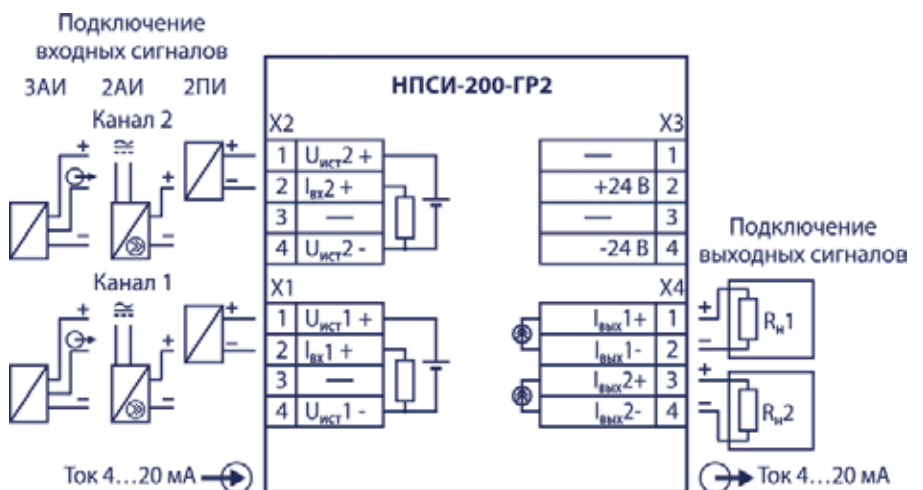 Подключение
входных сигналов
3АИ 2АИ 2ПИ
Канал 2
НПСИ-200-ГР2
X2
1 Uист2 +
2 Iвх2 +
3 —
4 Uист2 -
X3
— 1
+24 В 2
— 3
-24 В 4
Канал 1
X1
1 Uист1 +
2 Iвх1 +
3 —
4 Uист1 -
Подключение
выходных сигналов
X4
Iвых1+ 1
Iвых1- 2
Iвых2+ 3
Iвых2- 4
Rн1
Rн2
Ток 4...20 мА
Ток 4...20 мА